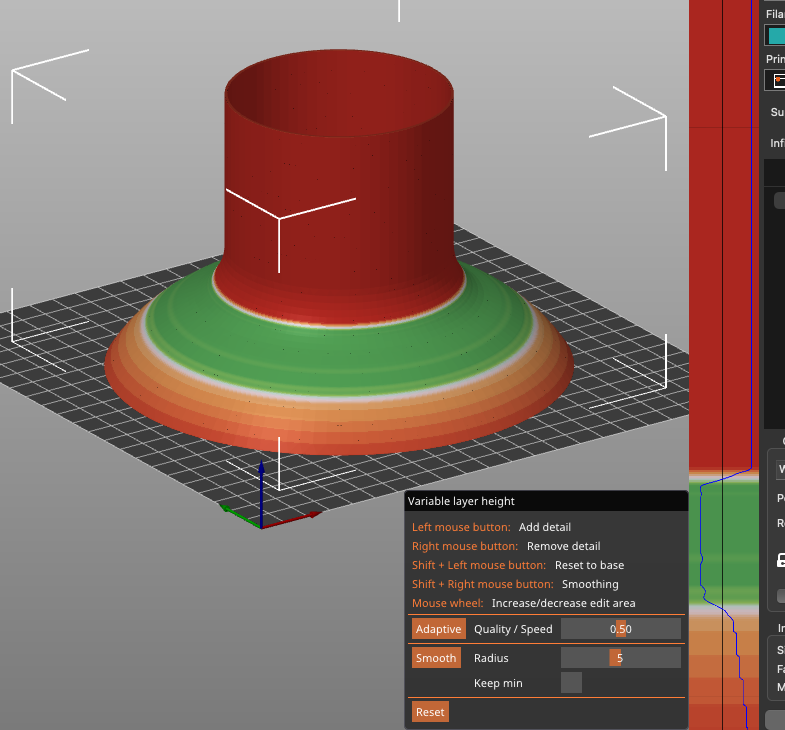 Fila
Prin
Su
Infi
Variable layer height
Left mouse button: Add detail
Right mouse button: Remove detail
Shift + Left mouse button: Reset to base
Shift + Right mouse button: Smoothing
Mouse wheel: Increase/decrease edit area
Adaptive Quality / Speed 0.50
Smooth Radius 5
Keep min
Reset
W
Po
Ro
In
Si
Fa
M